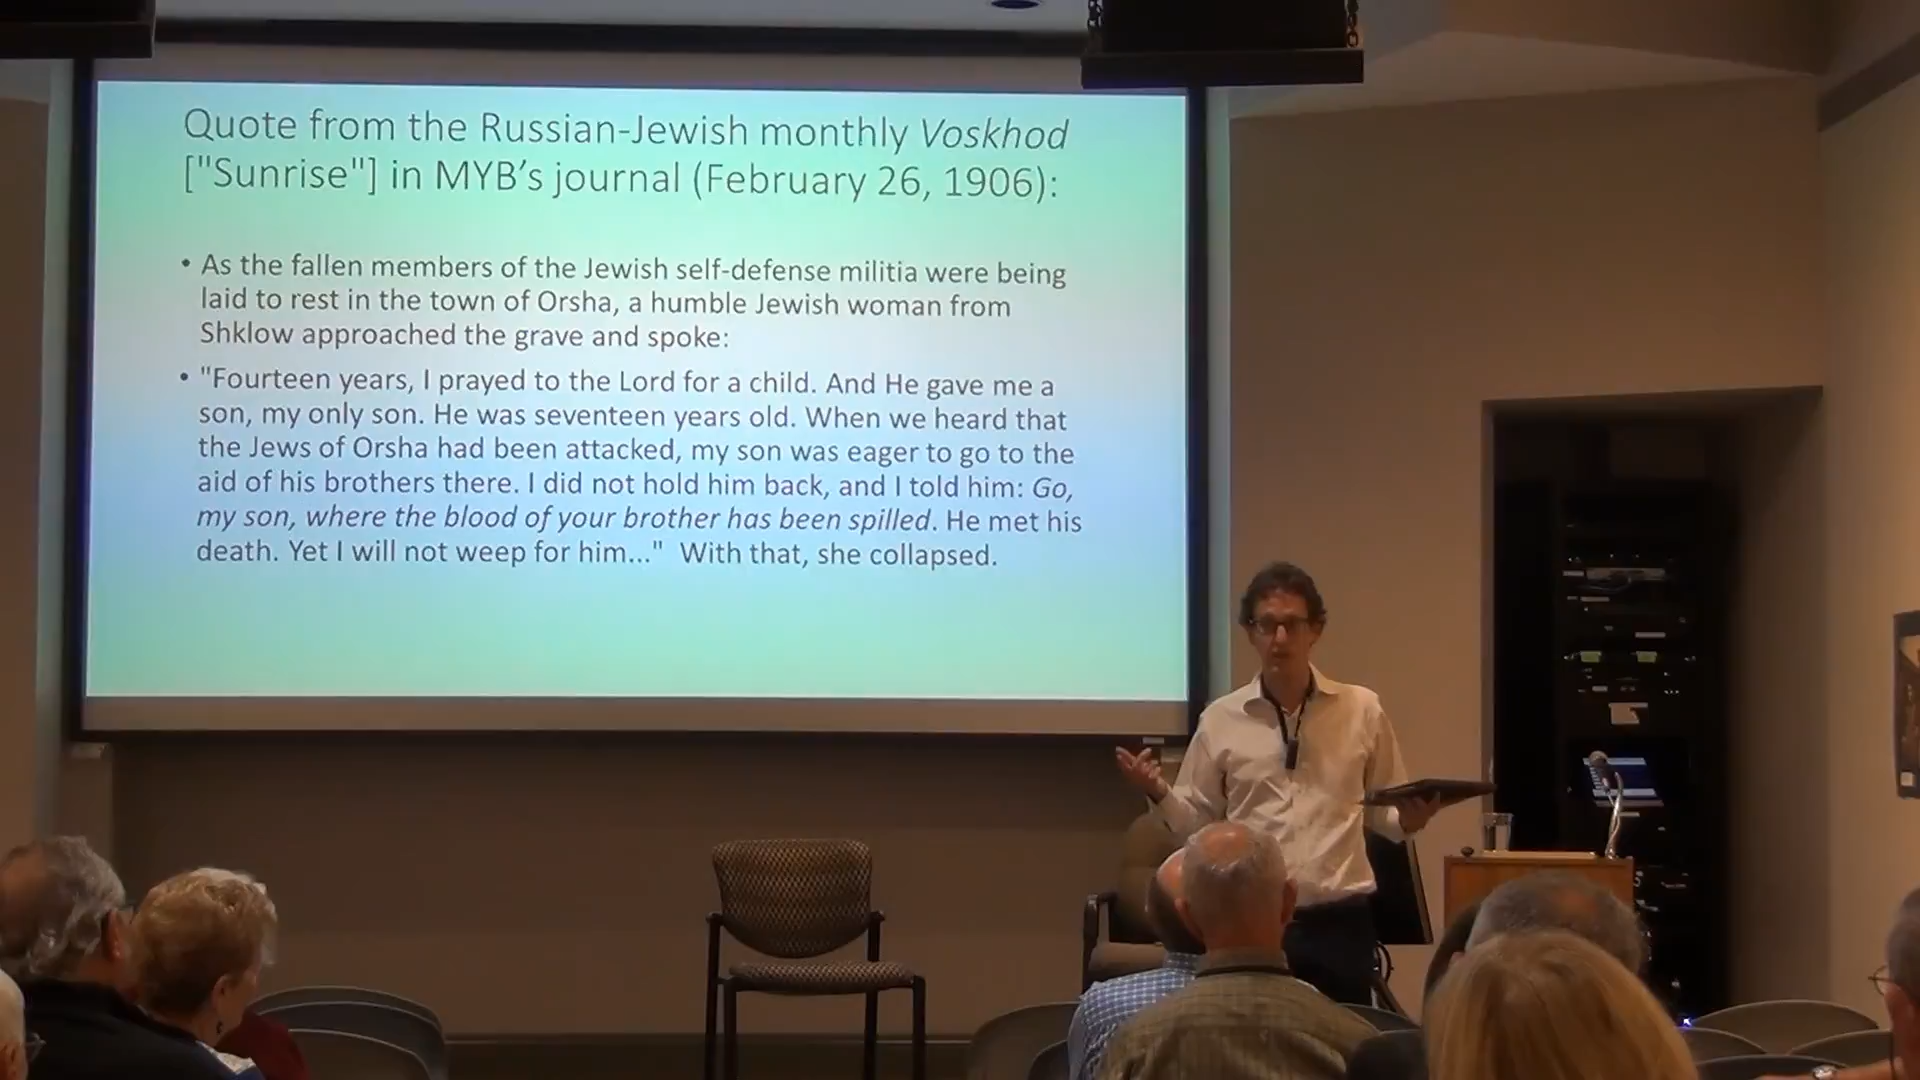 Quote from the Russian-Jewish monthly Voskhod
["Sunrise"] in MYB’s journal (February 26, 1906):
• As the fallen members of the Jewish self-defense militia were being
laid to rest in the town of Orsha, a humble Jewish woman from
Shklow approached the grave and spoke:
• "Fourteen years, I prayed to the Lord for a child. And He gave me a
son, my only son. He was seventeen years old. When we heard that
the Jews of Orsha had been attacked, my son was eager to go to the
aid of his brothers there. I did not hold him back, and I told him: Go,
my son, where the blood of your brother has been spilled. He met his
death. Yet I will not weep for him..."  With that, she collapsed.